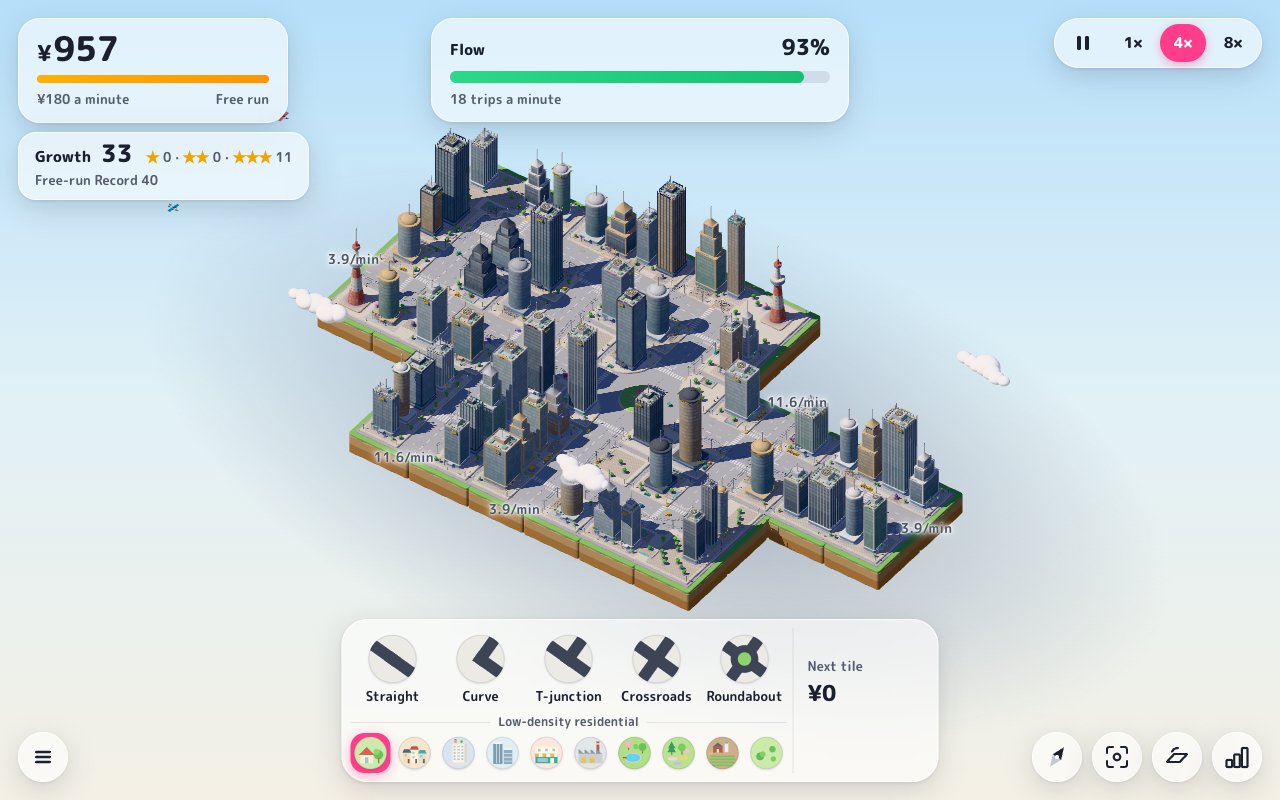 ¥957
¥180 a minute Free run
Growth 33 ★ 0 · ★★ 0 · ★★★ 11
Free-run Record 40
Flow 93%
18 trips a minute
1× 4× 8×
3.9/min
11.6/min
11.6/min
3.9/min
3.9/min
Straight Curve T-junction Crossroads Roundabout
Low-density residential
Next tile
¥0